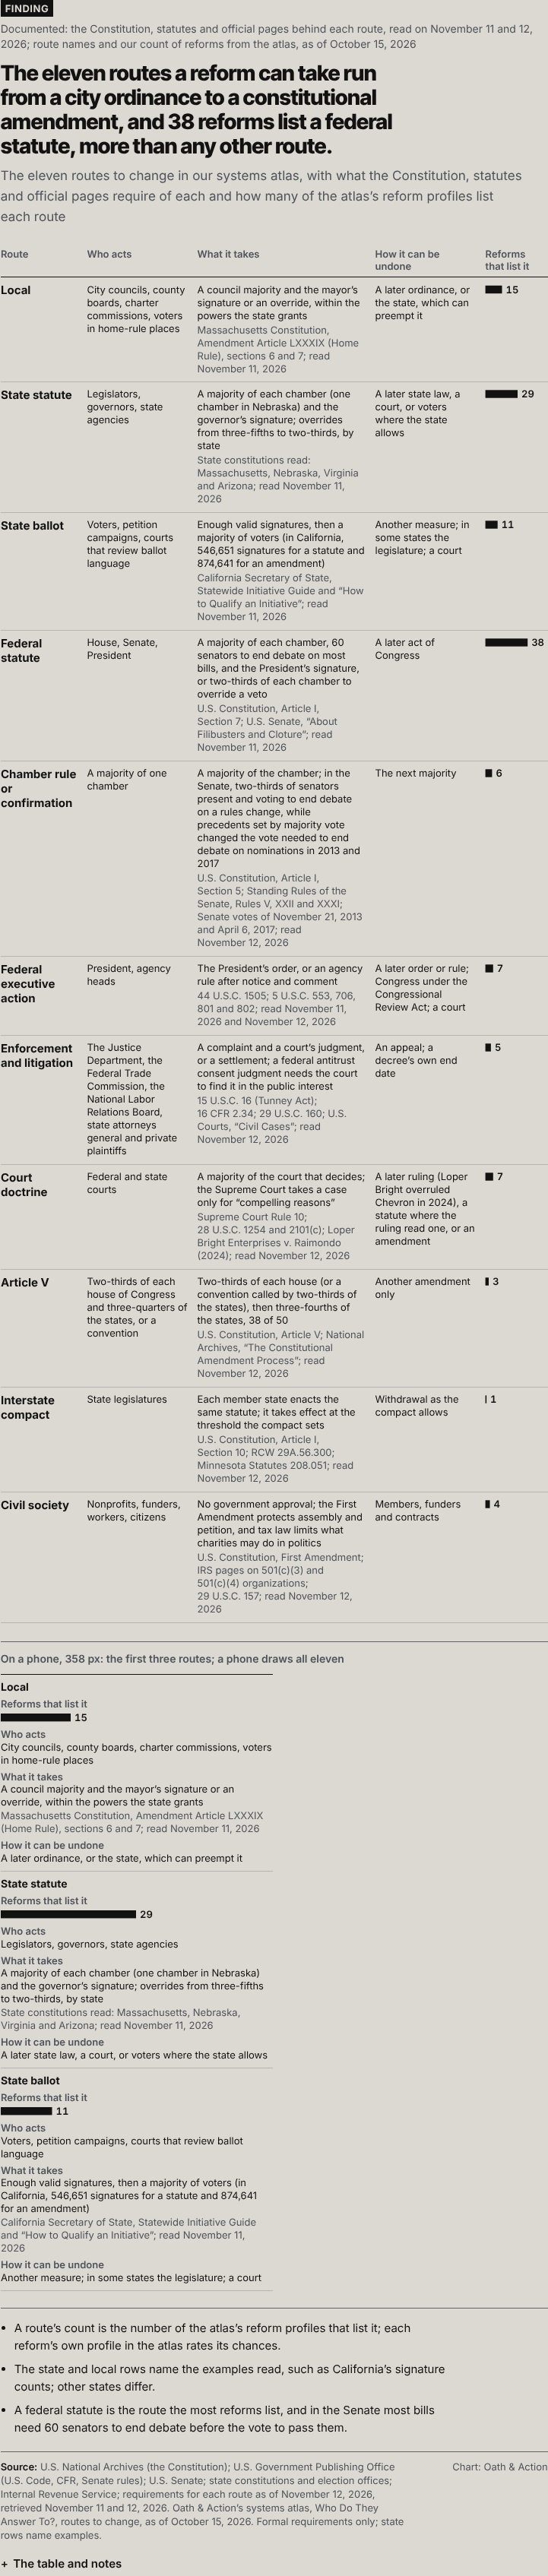 FINDING
Documented: the Constitution, statutes and official pages behind each route, read on November 11 and 12,
2026; route names and our count of reforms from the atlas, as of October 15, 2026
The eleven routes a reform can take run
from a city ordinance to a constitutional
amendment, and 38 reforms list a federal
statute, more than any other route.
The eleven routes to change in our systems atlas, with what the Constitution, statutes
and official pages require of each and how many of the atlas’s reform profiles list
each route
Route
Who acts
What it takes
How it can be
undone
Reforms
that list it
Local
City councils, county
boards, charter
commissions, voters
in home-rule places
A council majority and the mayor’s
signature or an override, within the
powers the state grants
Massachusetts Constitution,
Amendment Article LXXXIX (Home
Rule), sections 6 and 7; read
November 11, 2026
A later ordinance, or
the state, which can
preempt it
15
State statute
Legislators,
governors, state
agencies
A majority of each chamber (one
chamber in Nebraska) and the
governor’s signature; overrides
from three-fifths to two-thirds, by
state
State constitutions read:
Massachusetts, Nebraska, Virginia
and Arizona; read November 11,
2026
A later state law, a
court, or voters
where the state
allows
29
State ballot
Voters, petition
campaigns, courts
that review ballot
language
Enough valid signatures, then a
majority of voters (in California,
546,651 signatures for a statute and
874,641 for an amendment)
California Secretary of State,
Statewide Initiative Guide and “How
to Qualify an Initiative”; read
November 11, 2026
Another measure; in
some states the
legislature; a court
11
Federal
statute
House, Senate,
President
A majority of each chamber, 60
senators to end debate on most
bills, and the President’s signature,
or two-thirds of each chamber to
override a veto
U.S. Constitution, Article I,
Section 7; U.S. Senate, “About
Filibusters and Cloture”; read
November 11, 2026
A later act of
Congress
38
Chamber rule
or
confirmation
A majority of one
chamber
A majority of the chamber; in the
Senate, two-thirds of senators
present and voting to end debate
on a rules change, while
precedents set by majority vote
changed the vote needed to end
debate on nominations in 2013 and
2017
U.S. Constitution, Article I,
Section 5; Standing Rules of the
Senate, Rules V, XXII and XXXI;
Senate votes of November 21, 2013
and April 6, 2017; read
November 12, 2026
The next majority
6
Federal
executive
action
President, agency
heads
The President’s order, or an agency
rule after notice and comment
44 U.S.C. 1505; 5 U.S.C. 553, 706,
801 and 802; read November 11,
2026 and November 12, 2026
A later order or rule;
Congress under the
Congressional
Review Act; a court
7
Enforcement
and litigation
The Justice
Department, the
Federal Trade
Commission, the
National Labor
Relations Board,
state attorneys
general and private
plaintiffs
A complaint and a court’s judgment,
or a settlement; a federal antitrust
consent judgment needs the court
to find it in the public interest
15 U.S.C. 16 (Tunney Act);
16 CFR 2.34; 29 U.S.C. 160; U.S.
Courts, “Civil Cases”; read
November 12, 2026
An appeal; a
decree’s own end
date
5
Court
doctrine
Federal and state
courts
A majority of the court that decides;
the Supreme Court takes a case
only for “compelling reasons”
Supreme Court Rule 10;
28 U.S.C. 1254 and 2101(c); Loper
Bright Enterprises v. Raimondo
(2024); read November 12, 2026
A later ruling (Loper
Bright overruled
Chevron in 2024), a
statute where the
ruling read one, or an
amendment
7
Article V
Two-thirds of each
house of Congress
and three-quarters of
the states, or a
convention
Two-thirds of each house (or a
convention called by two-thirds of
the states), then three-fourths of
the states, 38 of 50
U.S. Constitution, Article V; National
Archives, “The Constitutional
Amendment Process”; read
November 12, 2026
Another amendment
only
3
Interstate
compact
State legislatures
Each member state enacts the
same statute; it takes effect at the
threshold the compact sets
U.S. Constitution, Article I,
Section 10; RCW 29A.56.300;
Minnesota Statutes 208.051; read
November 12, 2026
Withdrawal as the
compact allows
1
Civil society
Nonprofits, funders,
workers, citizens
No government approval; the First
Amendment protects assembly and
petition, and tax law limits what
charities may do in politics
U.S. Constitution, First Amendment;
IRS pages on 501(c)(3) and
501(c)(4) organizations;
29 U.S.C. 157; read November 12,
2026
Members, funders
and contracts
4
On a phone, 358 px: the first three routes; a phone draws all eleven
Local
Reforms that list it
15
Who acts
City councils, county boards, charter commissions, voters
in home-rule places
What it takes
A council majority and the mayor’s signature or an
override, within the powers the state grants
Massachusetts Constitution, Amendment Article LXXXIX
(Home Rule), sections 6 and 7; read November 11, 2026
How it can be undone
A later ordinance, or the state, which can preempt it
State statute
Reforms that list it
29
Who acts
Legislators, governors, state agencies
What it takes
A majority of each chamber (one chamber in Nebraska)
and the governor’s signature; overrides from three-fifths
to two-thirds, by state
State constitutions read: Massachusetts, Nebraska,
Virginia and Arizona; read November 11, 2026
How it can be undone
A later state law, a court, or voters where the state allows
State ballot
Reforms that list it
11
Who acts
Voters, petition campaigns, courts that review ballot
language
What it takes
Enough valid signatures, then a majority of voters (in
California, 546,651 signatures for a statute and 874,641
for an amendment)
California Secretary of State, Statewide Initiative Guide
and “How to Qualify an Initiative”; read November 11,
2026
How it can be undone
Another measure; in some states the legislature; a court
• A route’s count is the number of the atlas’s reform profiles that list it; each
reform’s own profile in the atlas rates its chances.
• The state and local rows name the examples read, such as California’s signature
counts; other states differ.
• A federal statute is the route the most reforms list, and in the Senate most bills
need 60 senators to end debate before the vote to pass them.
Source: U.S. National Archives (the Constitution); U.S. Government Publishing Office
(U.S. Code, CFR, Senate rules); U.S. Senate; state constitutions and election offices;
Internal Revenue Service; requirements for each route as of November 12, 2026,
retrieved November 11 and 12, 2026. Oath & Action’s systems atlas, Who Do They
Answer To?, routes to change, as of October 15, 2026. Formal requirements only; state
rows name examples.
Chart: Oath & Action
+ The table and notes